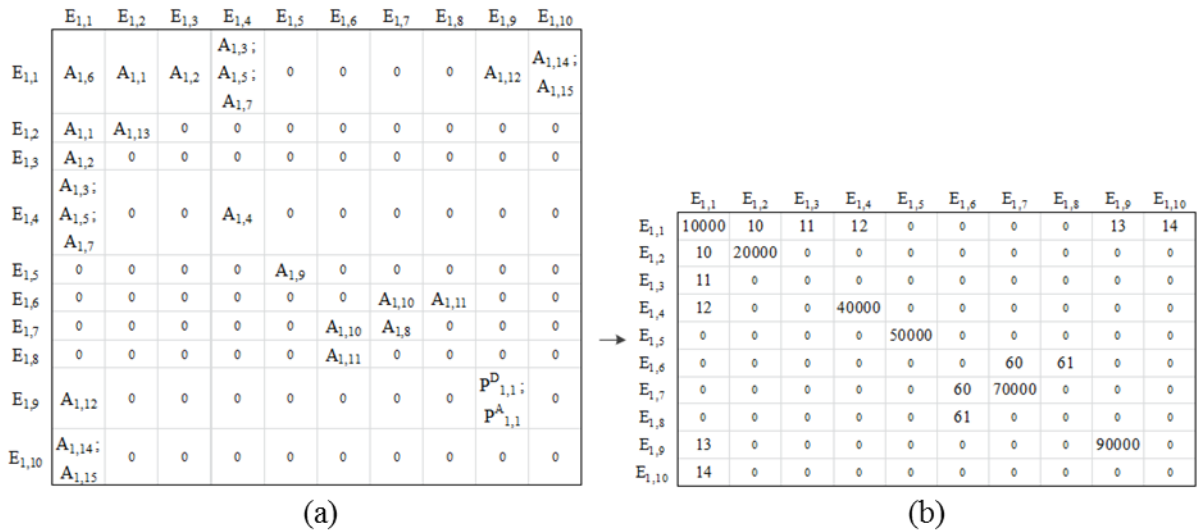 E1,1 E1,2 E1,3 E1,4 E1,5 E1,6 E1,7 E1,8 E1,9 E1,10
E1,1 A1,6 A1,1 A1,2 A1,3; A1,5; A1,7 0 0 0 0 A1,12 A1,14; A1,15
E1,2 A1,1 A1,13 0 0 0 0 0 0 0 0
E1,3 A1,2 0 0 0 0 0 0 0 0 0
E1,4 A1,3; A1,5; A1,7 0 0 A1,4 0 0 0 0 0 0
E1,5 0 0 0 0 A1,9 0 0 0 0 0
E1,6 0 0 0 0 0 0 A1,10 A1,11 0 0
E1,7 0 0 0 0 0 A1,10 A1,8 0 0 0
E1,8 0 0 0 0 0 A1,11 0 0 0 0
E1,9 A1,12 0 0 0 0 0 0 0 PD1,1; PA1,1 0
E1,10 A1,14; A1,15 0 0 0 0 0 0 0 0 0
(a)
E1,1 E1,2 E1,3 E1,4 E1,5 E1,6 E1,7 E1,8 E1,9 E1,10
E1,1 10000 10 11 12 0 0 0 0 13 14
E1,2 10 20000 0 0 0 0 0 0 0 0
E1,3 11 0 0 0 0 0 0 0 0 0
E1,4 12 0 0 40000 0 0 0 0 0 0
E1,5 0 0 0 0 50000 0 0 0 0 0
E1,6 0 0 0 0 0 0 60 61 0 0
E1,7 0 0 0 0 0 60 70000 0 0 0
E1,8 0 0 0 0 0 61 0 0 0 0
E1,9 13 0 0 0 0 0 0 0 90000 0
E1,10 14 0 0 0 0 0 0 0 0 0
(b)